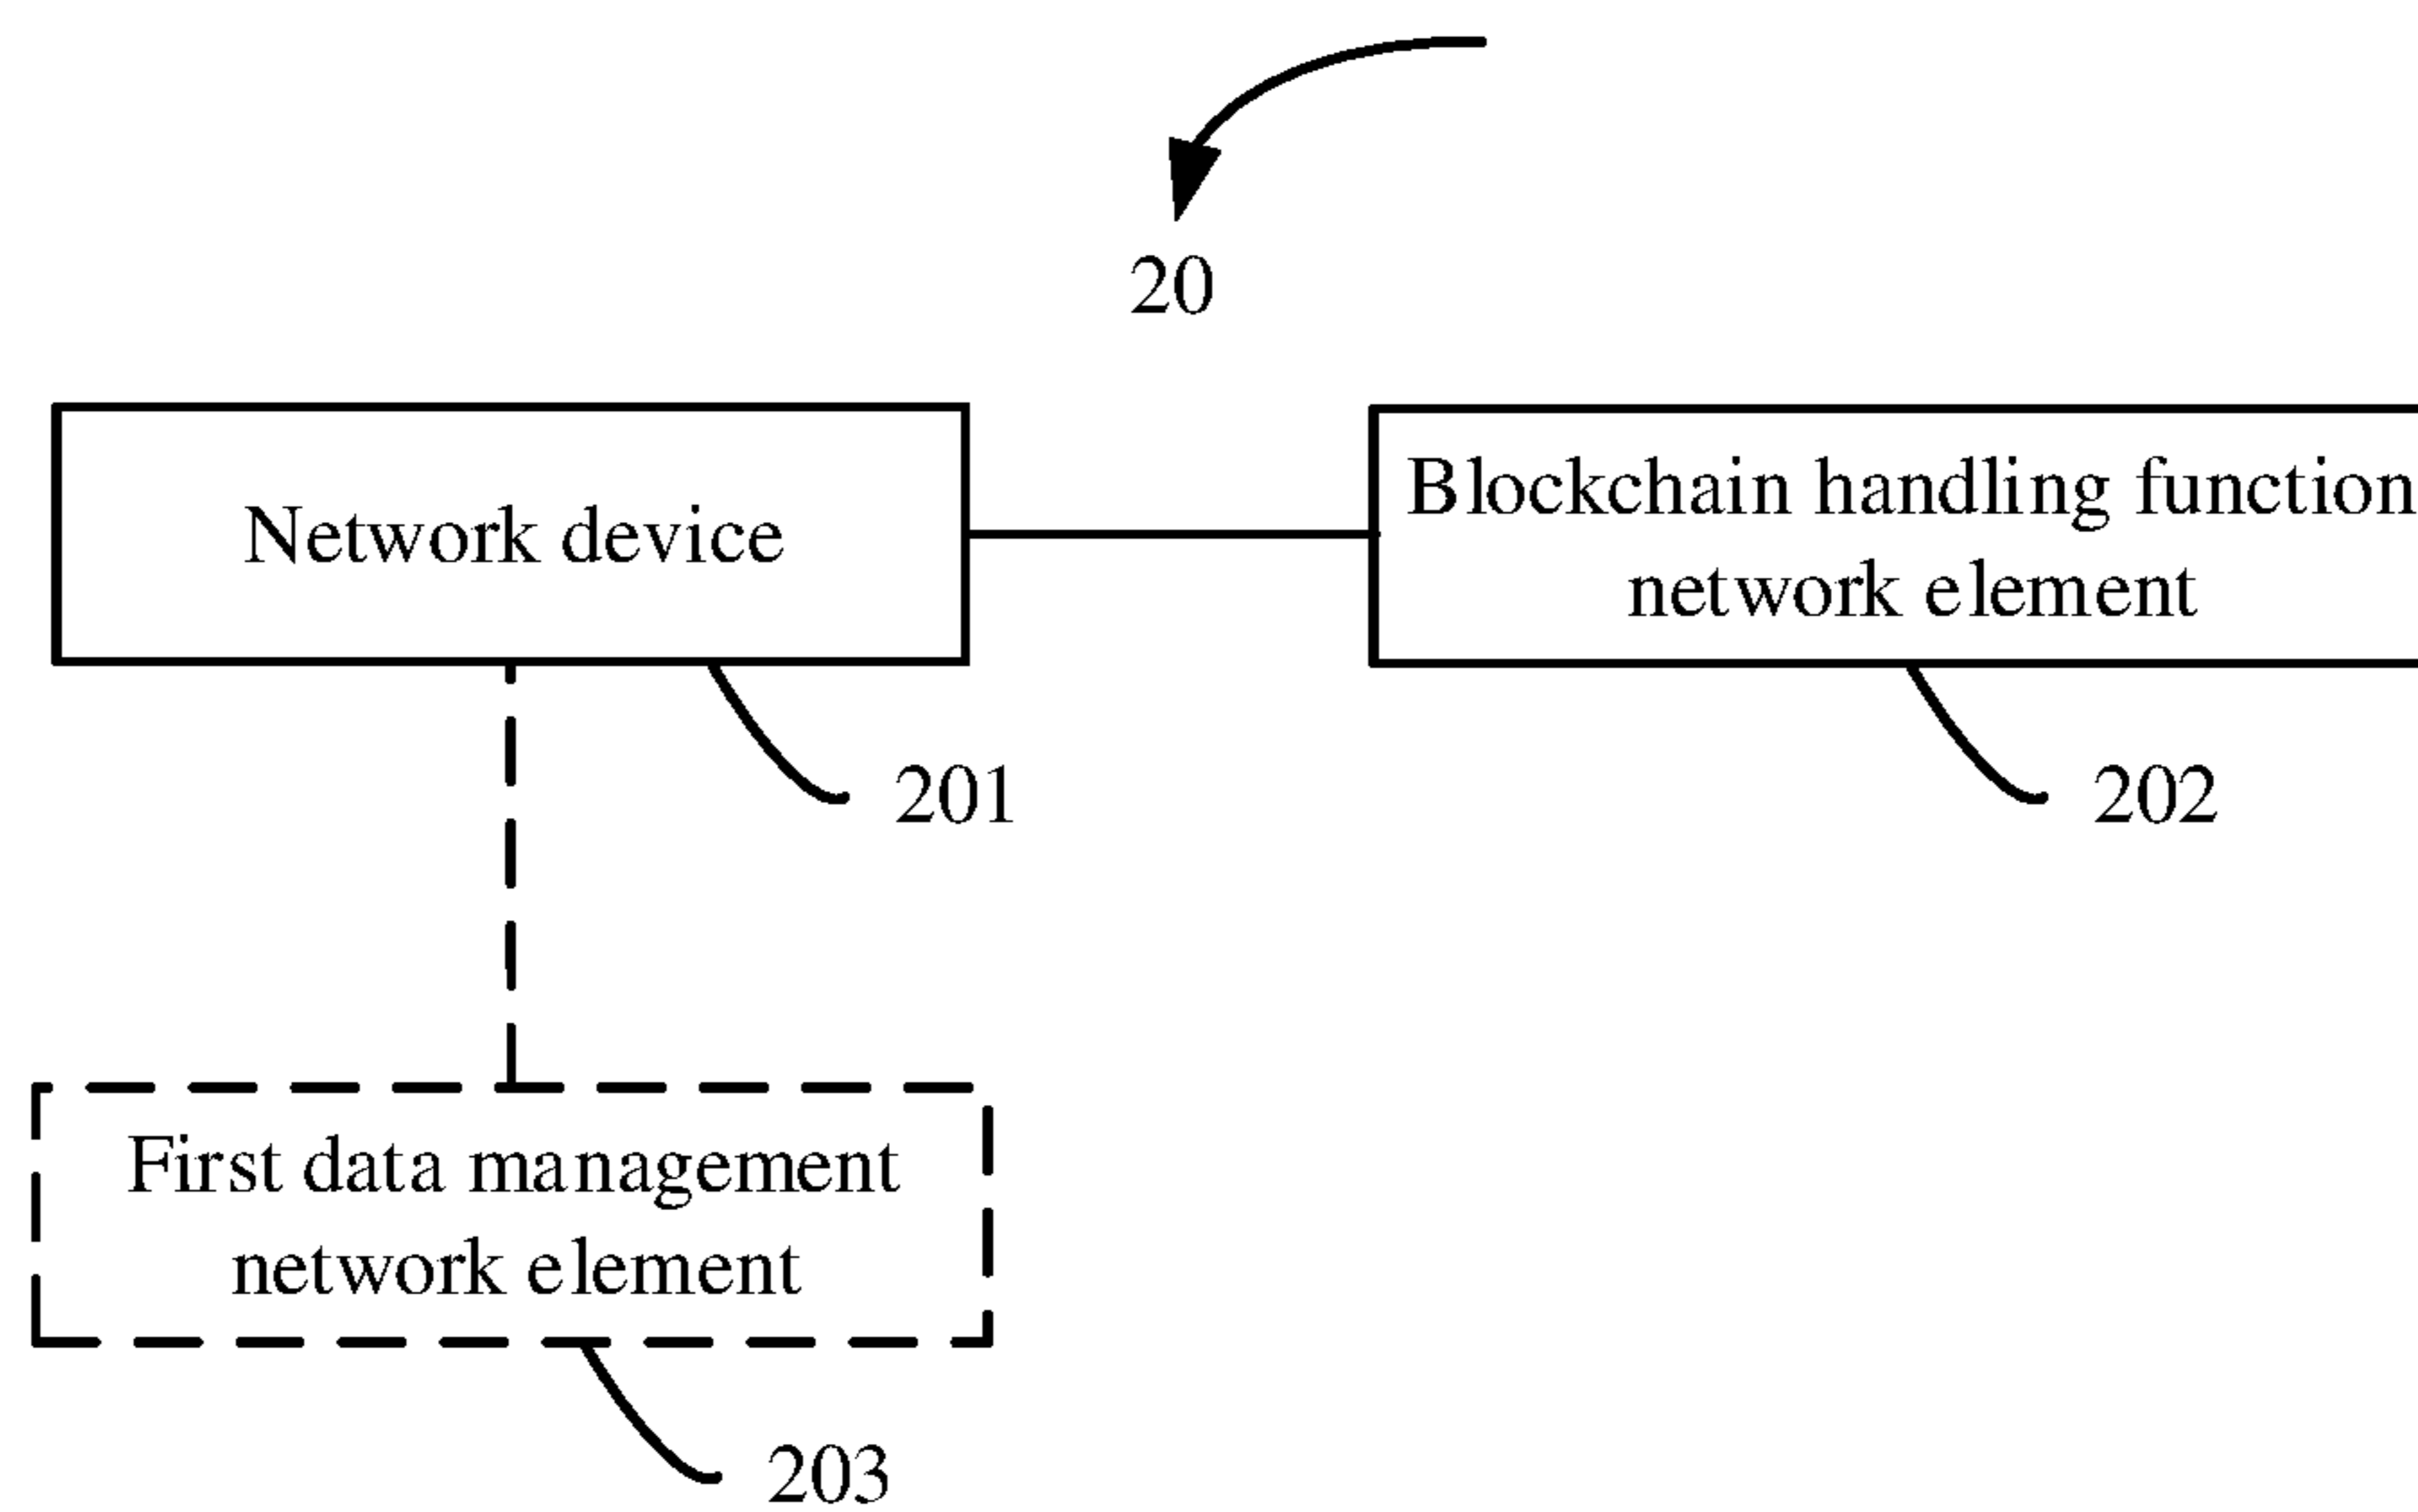 20
Network device
Blockchain handling function
network element
201
202
First data management
network element
203